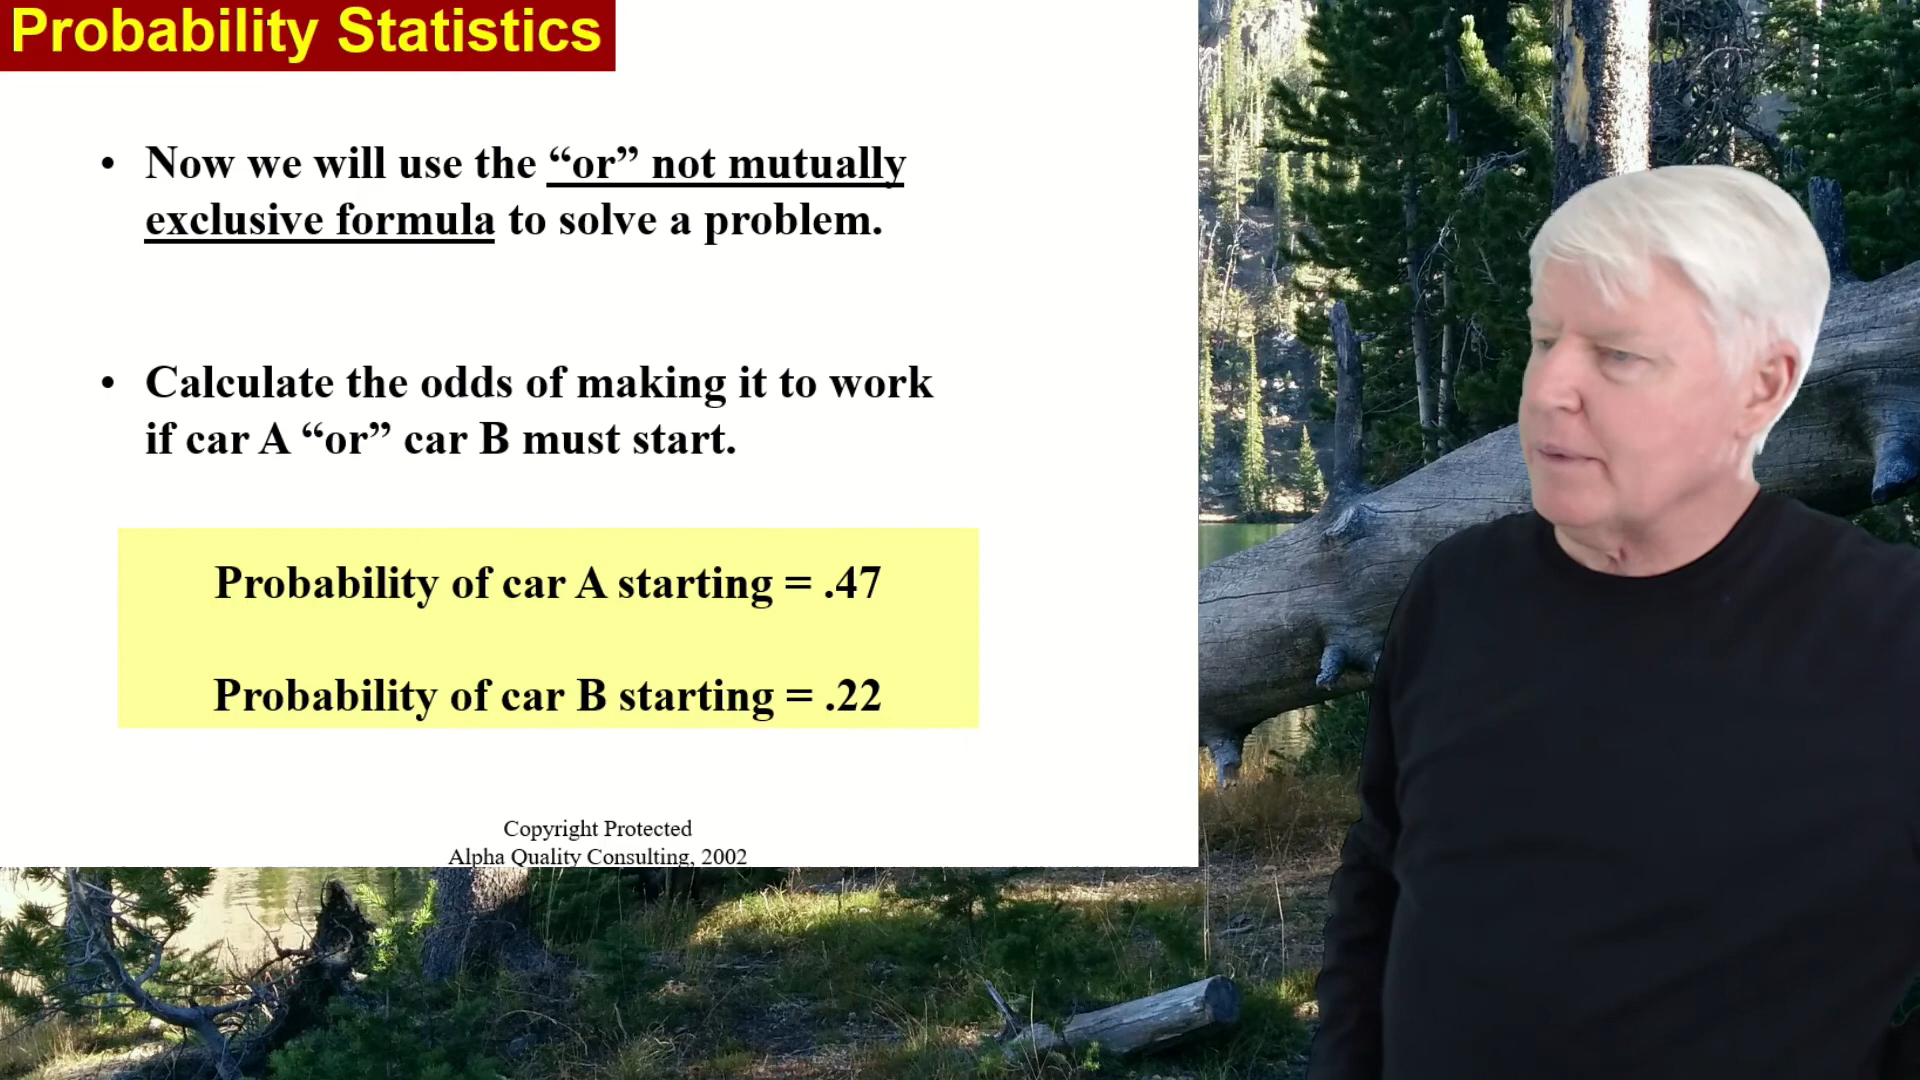 Probability Statistics
• Now we will use the “or” not mutually
exclusive formula to solve a problem.
• Calculate the odds of making it to work
if car A “or” car B must start.
Probability of car A starting = .47
Probability of car B starting = .22
Copyright Protected
Alpha Quality Consulting, 2002